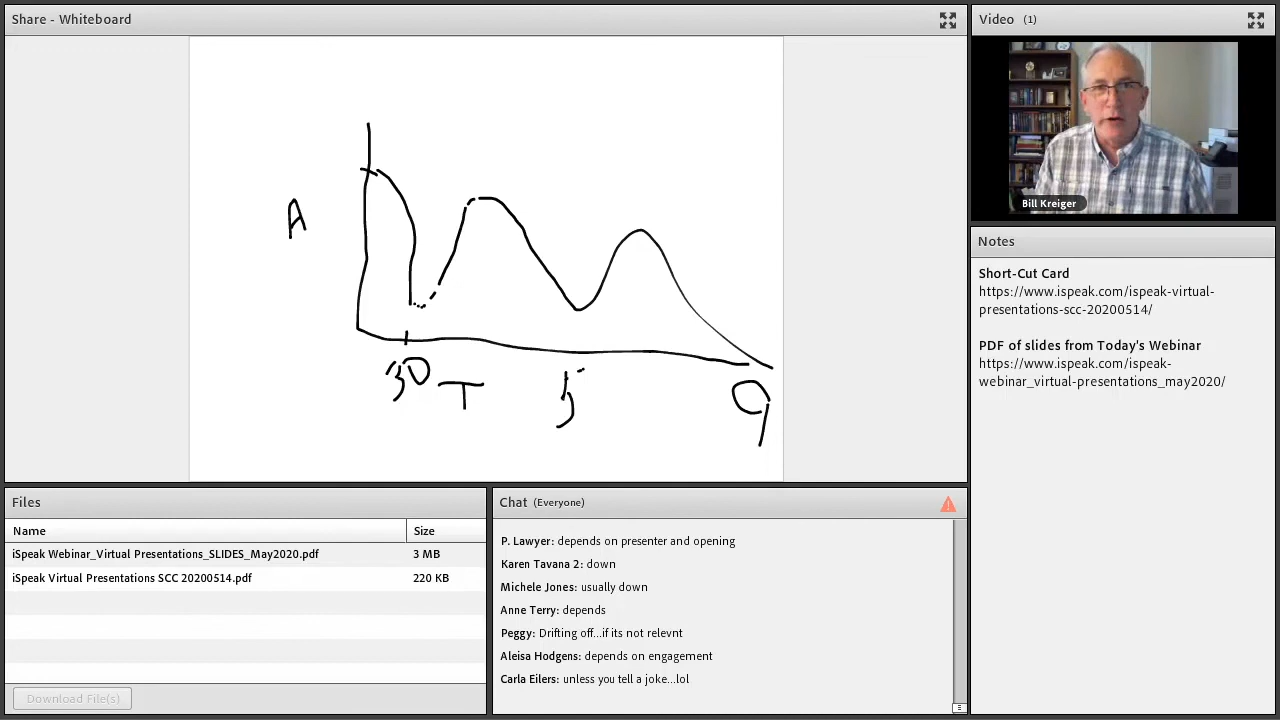 Share - Whiteboard
A
30
T
5
9
Video (1)
Bill Kreiger
Notes
Short-Cut Card
https://www.ispeak.com/ispeak-virtual-
presentations-scc-20200514/
PDF of slides from Today's Webinar
https://www.ispeak.com/ispeak-
webinar_virtual-presentations_may2020/
Files
Name Size
iSpeak Webinar_Virtual Presentations_SLIDES_May2020.pdf 3 MB
iSpeak Virtual Presentations SCC 20200514.pdf 220 KB
Download File(s)
Chat (Everyone)
P. Lawyer: depends on presenter and opening
Karen Tavana 2: down
Michele Jones: usually down
Anne Terry: depends
Peggy: Drifting off...if its not relevnt
Aleisa Hodgens: depends on engagement
Carla Eilers: unless you tell a joke...lol